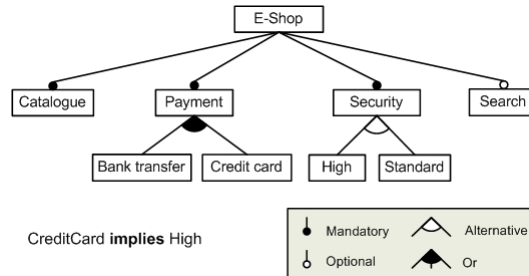 E-Shop
Catalogue
Payment
Security
Search
Bank transfer
Credit card
High
Standard
CreditCard implies High
Mandatory
Alternative
Optional
Or